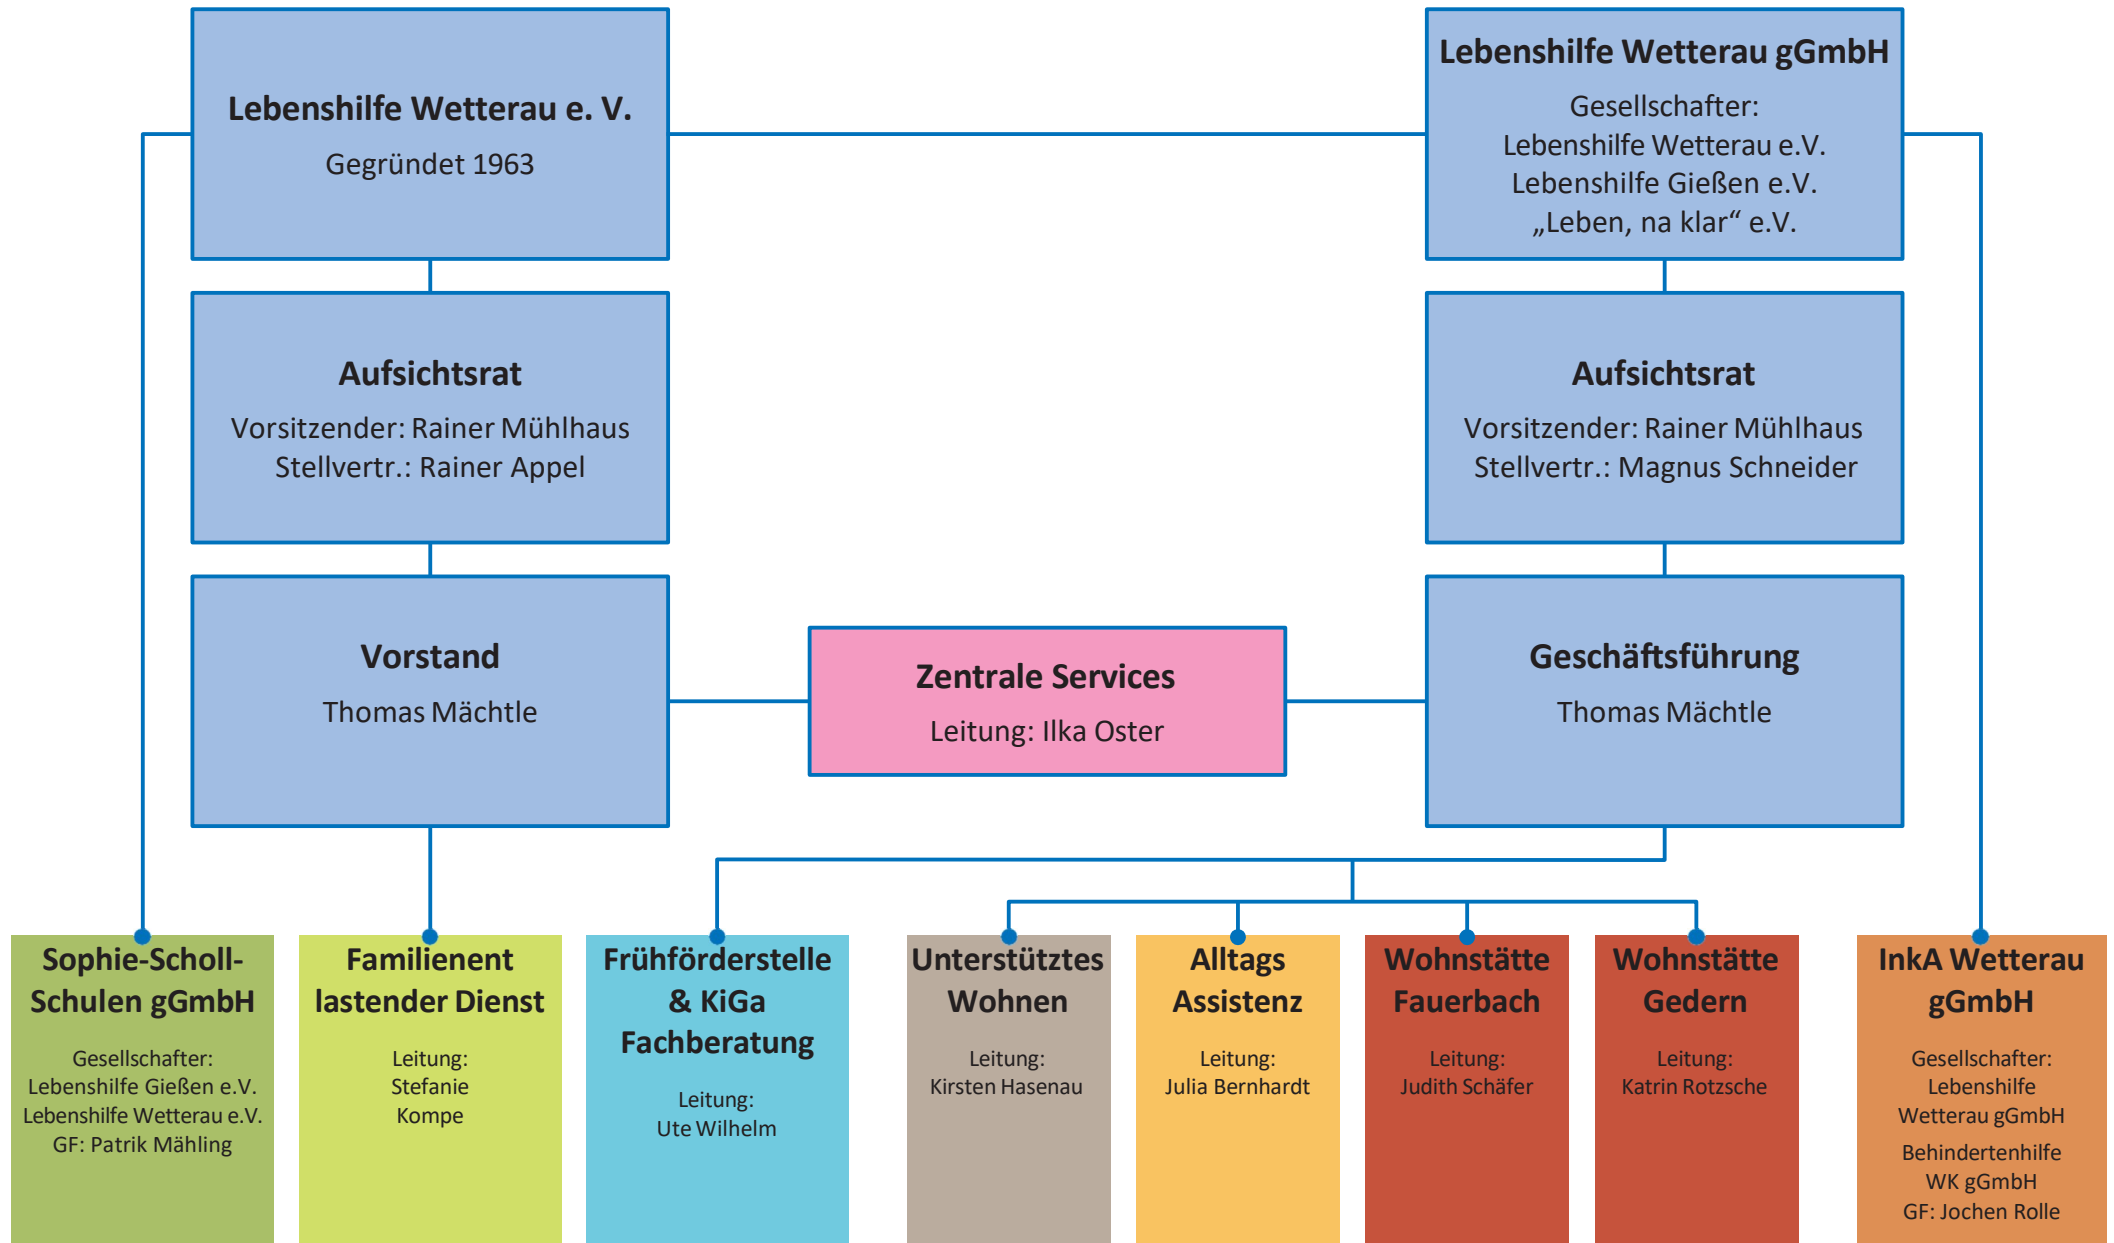 Lebenshilfe Wetterau e. V.
Gegründet 1963
Lebenshilfe Wetterau gGmbH
Gesellschafter:
Lebenshilfe Wetterau e.V.
Lebenshilfe Gießen e.V.
„Leben, na klar“ e.V.
Aufsichtsrat
Vorsitzender: Rainer Mühlhaus
Stellvertr.: Rainer Appel
Aufsichtsrat
Vorsitzender: Rainer Mühlhaus
Stellvertr.: Magnus Schneider
Vorstand
Thomas Mächtle
Zentrale Services
Leitung: Ilka Oster
Geschäftsführung
Thomas Mächtle
Sophie-Scholl-
Schulen gGmbH
Gesellschafter:
Lebenshilfe Gießen e.V.
Lebenshilfe Wetterau e.V.
GF: Patrik Mähling
Familienent
lastender Dienst
Leitung:
Stefanie
Kompe
Frühförderstelle
& KiGa
Fachberatung
Leitung:
Ute Wilhelm
Unterstütztes
Wohnen
Leitung:
Kirsten Hasenau
Alltags
Assistenz
Leitung:
Julia Bernhardt
Wohnstätte
Fauerbach
Leitung:
Judith Schäfer
Wohnstätte
Gedern
Leitung:
Katrin Rotzsche
InkA Wetterau
gGmbH
Gesellschafter:
Lebenshilfe
Wetterau gGmbH
Behindertenhilfe
WK gGmbH
GF: Jochen Rolle